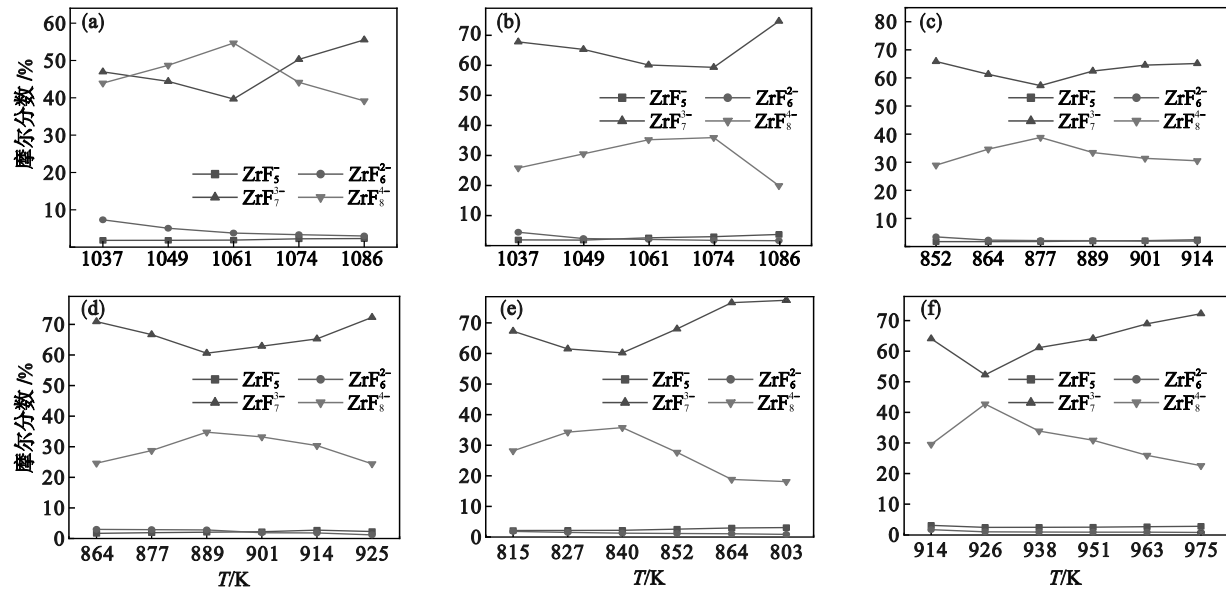 (a)
摩尔分数/%
60
50
40
30
20
10
ZrF₅⁻ ZrF₆²⁻
ZrF₇³⁻ ZrF₈⁴⁻
1037 1049 1061 1074 1086
(b)
70
60
50
40
30
20
10
ZrF₅⁻ ZrF₆²⁻
ZrF₇³⁻ ZrF₈⁴⁻
1037 1049 1061 1074 1086
(c)
80
70
60
50
40
30
20
10
ZrF₅⁻ ZrF₆²⁻
ZrF₇³⁻ ZrF₈⁴⁻
852 864 877 889 901 914
(d)
摩尔分数/%
70
60
50
40
30
20
10
0
ZrF₅⁻ ZrF₆²⁻
ZrF₇³⁻ ZrF₈⁴⁻
864 877 889 901 914 925
T/K
(e)
70
60
50
40
30
20
10
0
ZrF₅⁻ ZrF₆²⁻
ZrF₇³⁻ ZrF₈⁴⁻
815 827 840 852 864 803
T/K
(f)
70
60
50
40
30
20
10
0
ZrF₅⁻ ZrF₆²⁻
ZrF₇³⁻ ZrF₈⁴⁻
914 926 938 951 963 975
T/K